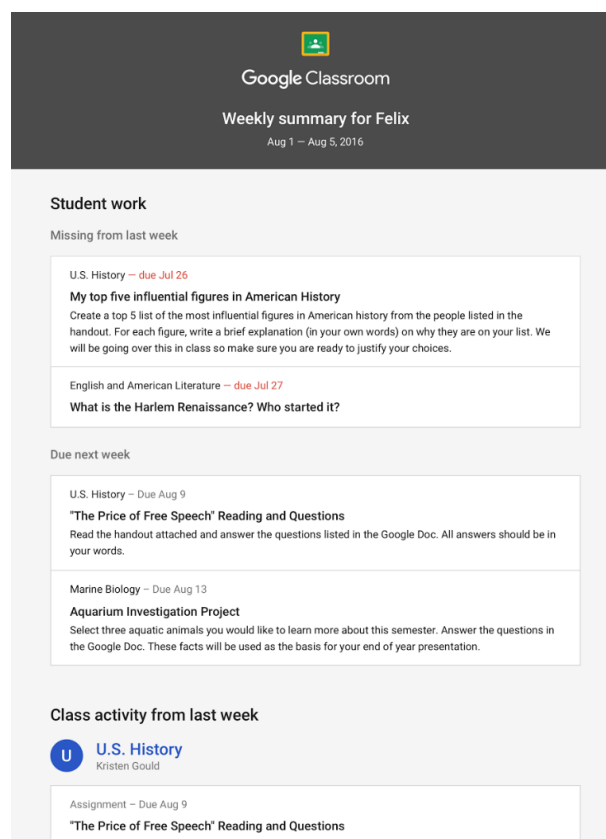 Google Classroom
Weekly summary for Felix
Aug 1 — Aug 5, 2016
Student work
Missing from last week
U.S. History — due Jul 26
My top five influential figures in American History
Create a top 5 list of the most influential figures in American history from the people listed in the
handout. For each figure, write a brief explanation (in your own words) on why they are on your list. We
will be going over this in class so make sure you are ready to justify your choices.
English and American Literature — due Jul 27
What is the Harlem Renaissance? Who started it?
Due next week
U.S. History – Due Aug 9
"The Price of Free Speech" Reading and Questions
Read the handout attached and answer the questions listed in the Google Doc. All answers should be in
your words.
Marine Biology – Due Aug 13
Aquarium Investigation Project
Select three aquatic animals you would like to learn more about this semester. Answer the questions in
the Google Doc. These facts will be used as the basis for your end of year presentation.
Class activity from last week
U
U.S. History
Kristen Gould
Assignment – Due Aug 9
"The Price of Free Speech" Reading and Questions